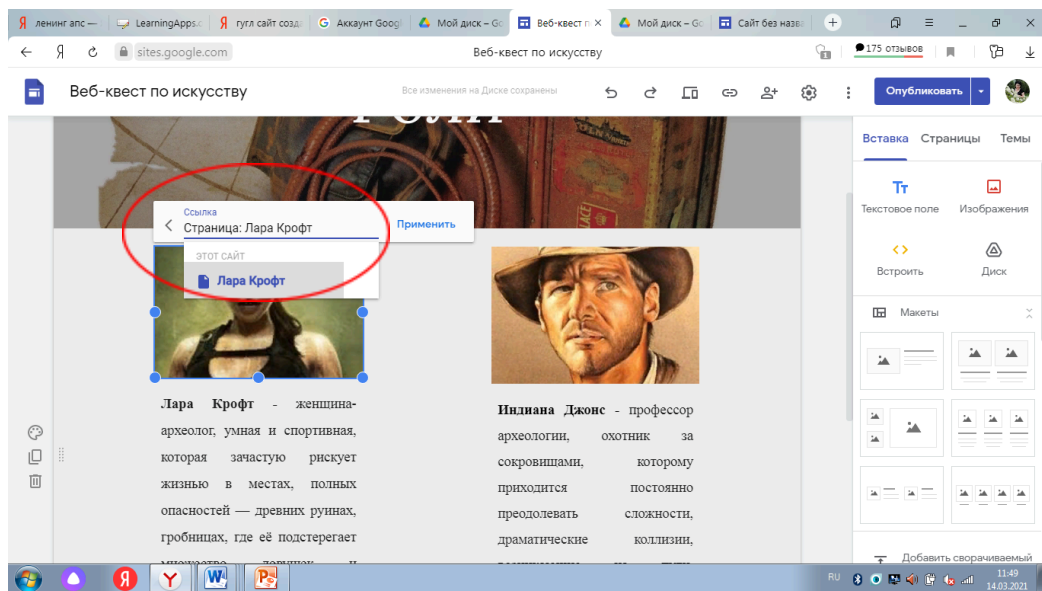 ленинг апс —
LearningApps.c
гугл сайт созда
Аккаунт Googl
Мой диск – Go
Веб-квест п
Мой диск – Go
Сайт без назва
sites.google.com
Веб-квест по искусству
175 отзывов
Веб-квест по искусству
Все изменения на Диске сохранены
Опубликовать
РОЛИ
Вставка Страницы Темы
Ссылка
Страница: Лара Крофт
Применить
ЭТОТ САЙТ
Лара Крофт
Текстовое поле Изображения
Встроить Диск
Макеты
Лара Крофт - женщина-
археолог, умная и спортивная,
которая зачастую рискует
жизнью в местах, полных
опасностей — древних руинах,
гробницах, где её подстерегает
множество ловушек и
Индиана Джонс - профессор
археологии, охотник за
сокровищами, которому
приходится постоянно
преодолевать сложности,
драматические коллизии,
Добавить сворачиваемый
RU
11:49
14.03.2021